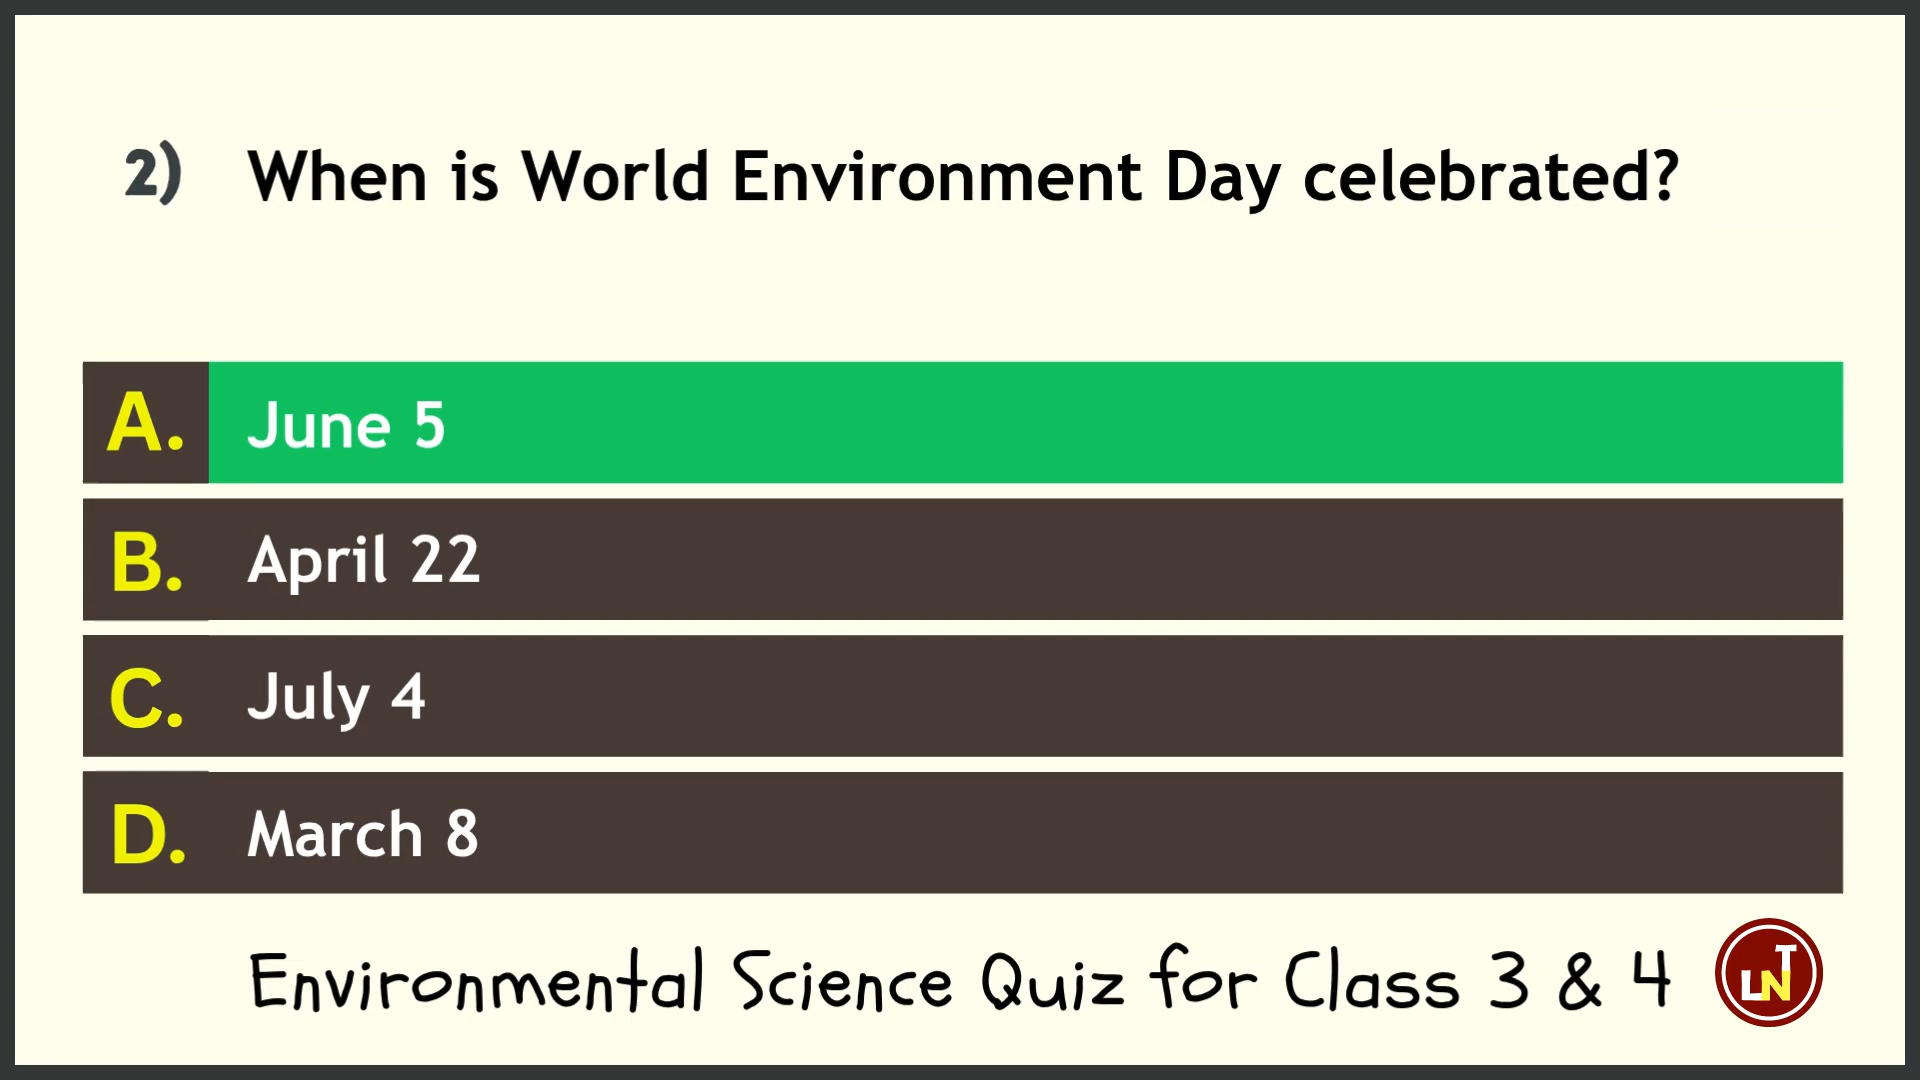 2) When is World Environment Day celebrated?
A. June 5
B. April 22
C. July 4
D. March 8
Environmental Science Quiz for Class 3 & 4
LNT